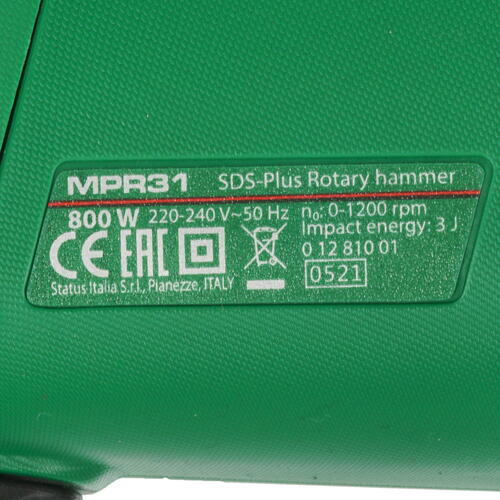 MPR31 SDS-Plus Rotary hammer
800 W 220-240 V~50 Hz n₀: 0-1200 rpm
Impact energy: 3 J
CE EAC 0 12 810 01
0521
Status Italia S.r.l., Pianezze, ITALY